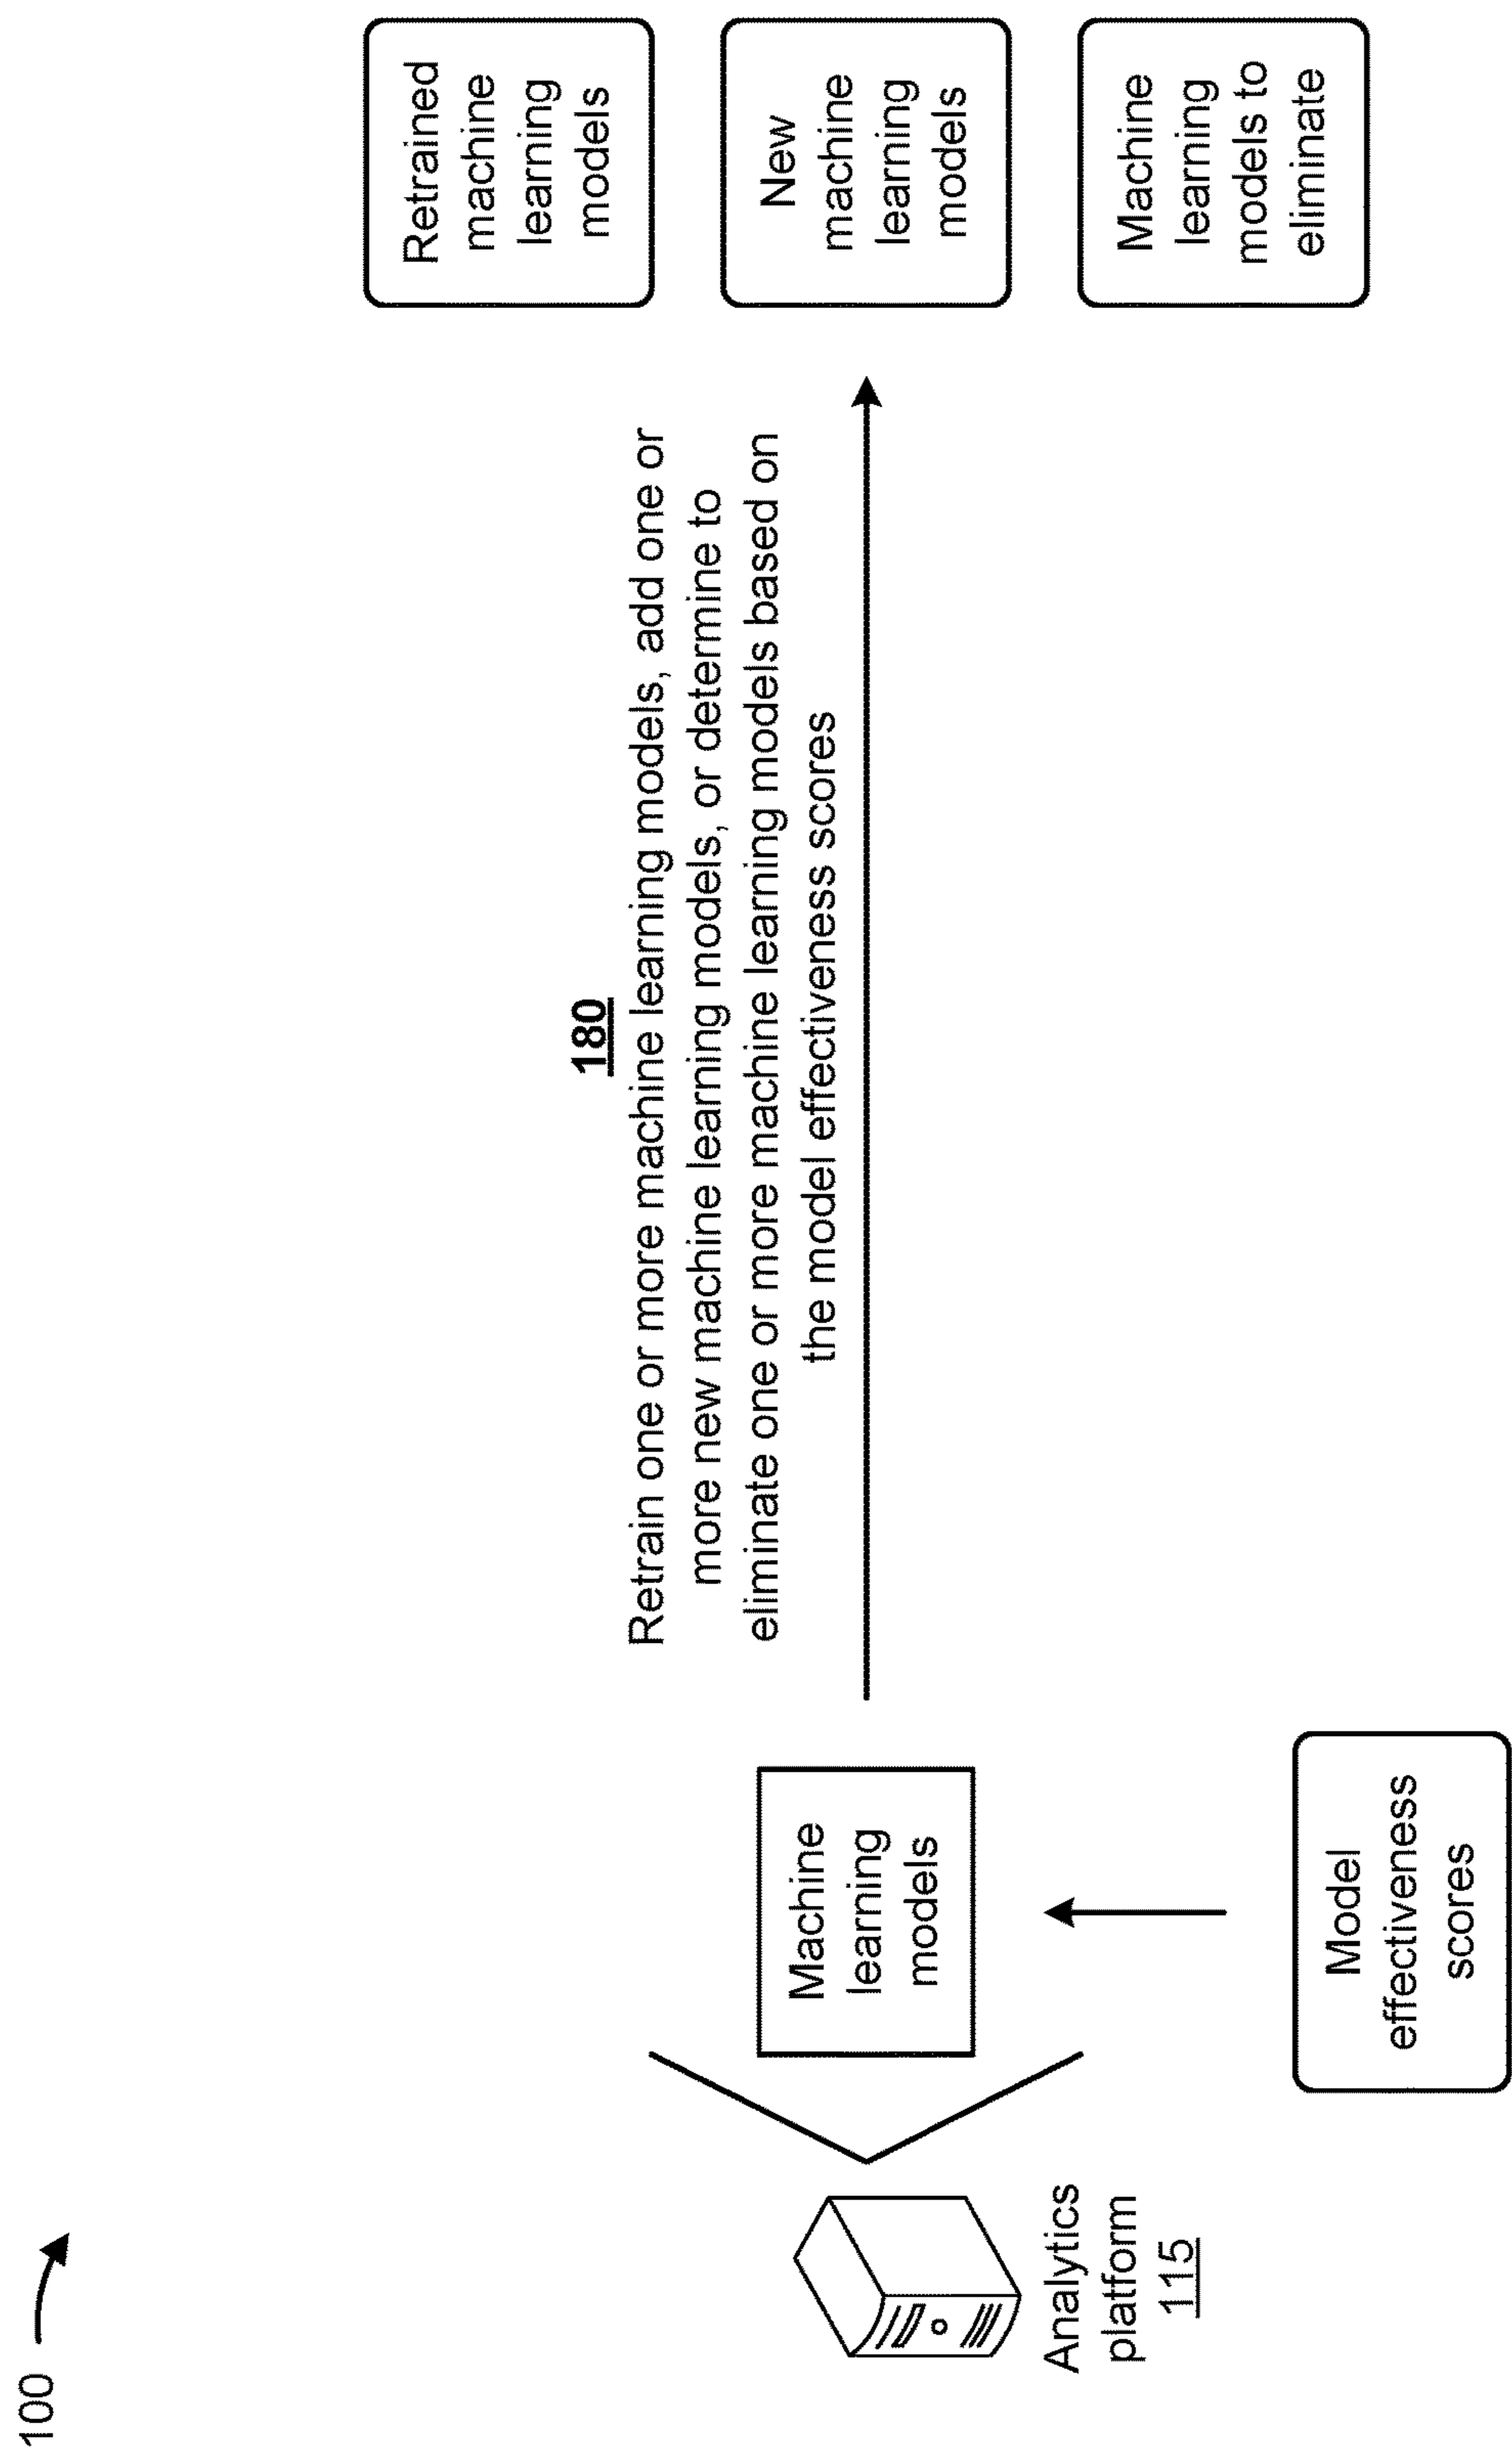 100
180
Retrain one or more machine learning models, add one or
more new machine learning models, or determine to
eliminate one or more machine learning models based on
the model effectiveness scores
Retrained
machine
learning
models
New
machine
learning
models
Machine
learning
models to
eliminate
Machine
learning
models
Model
effectiveness
scores
Analytics
platform
115